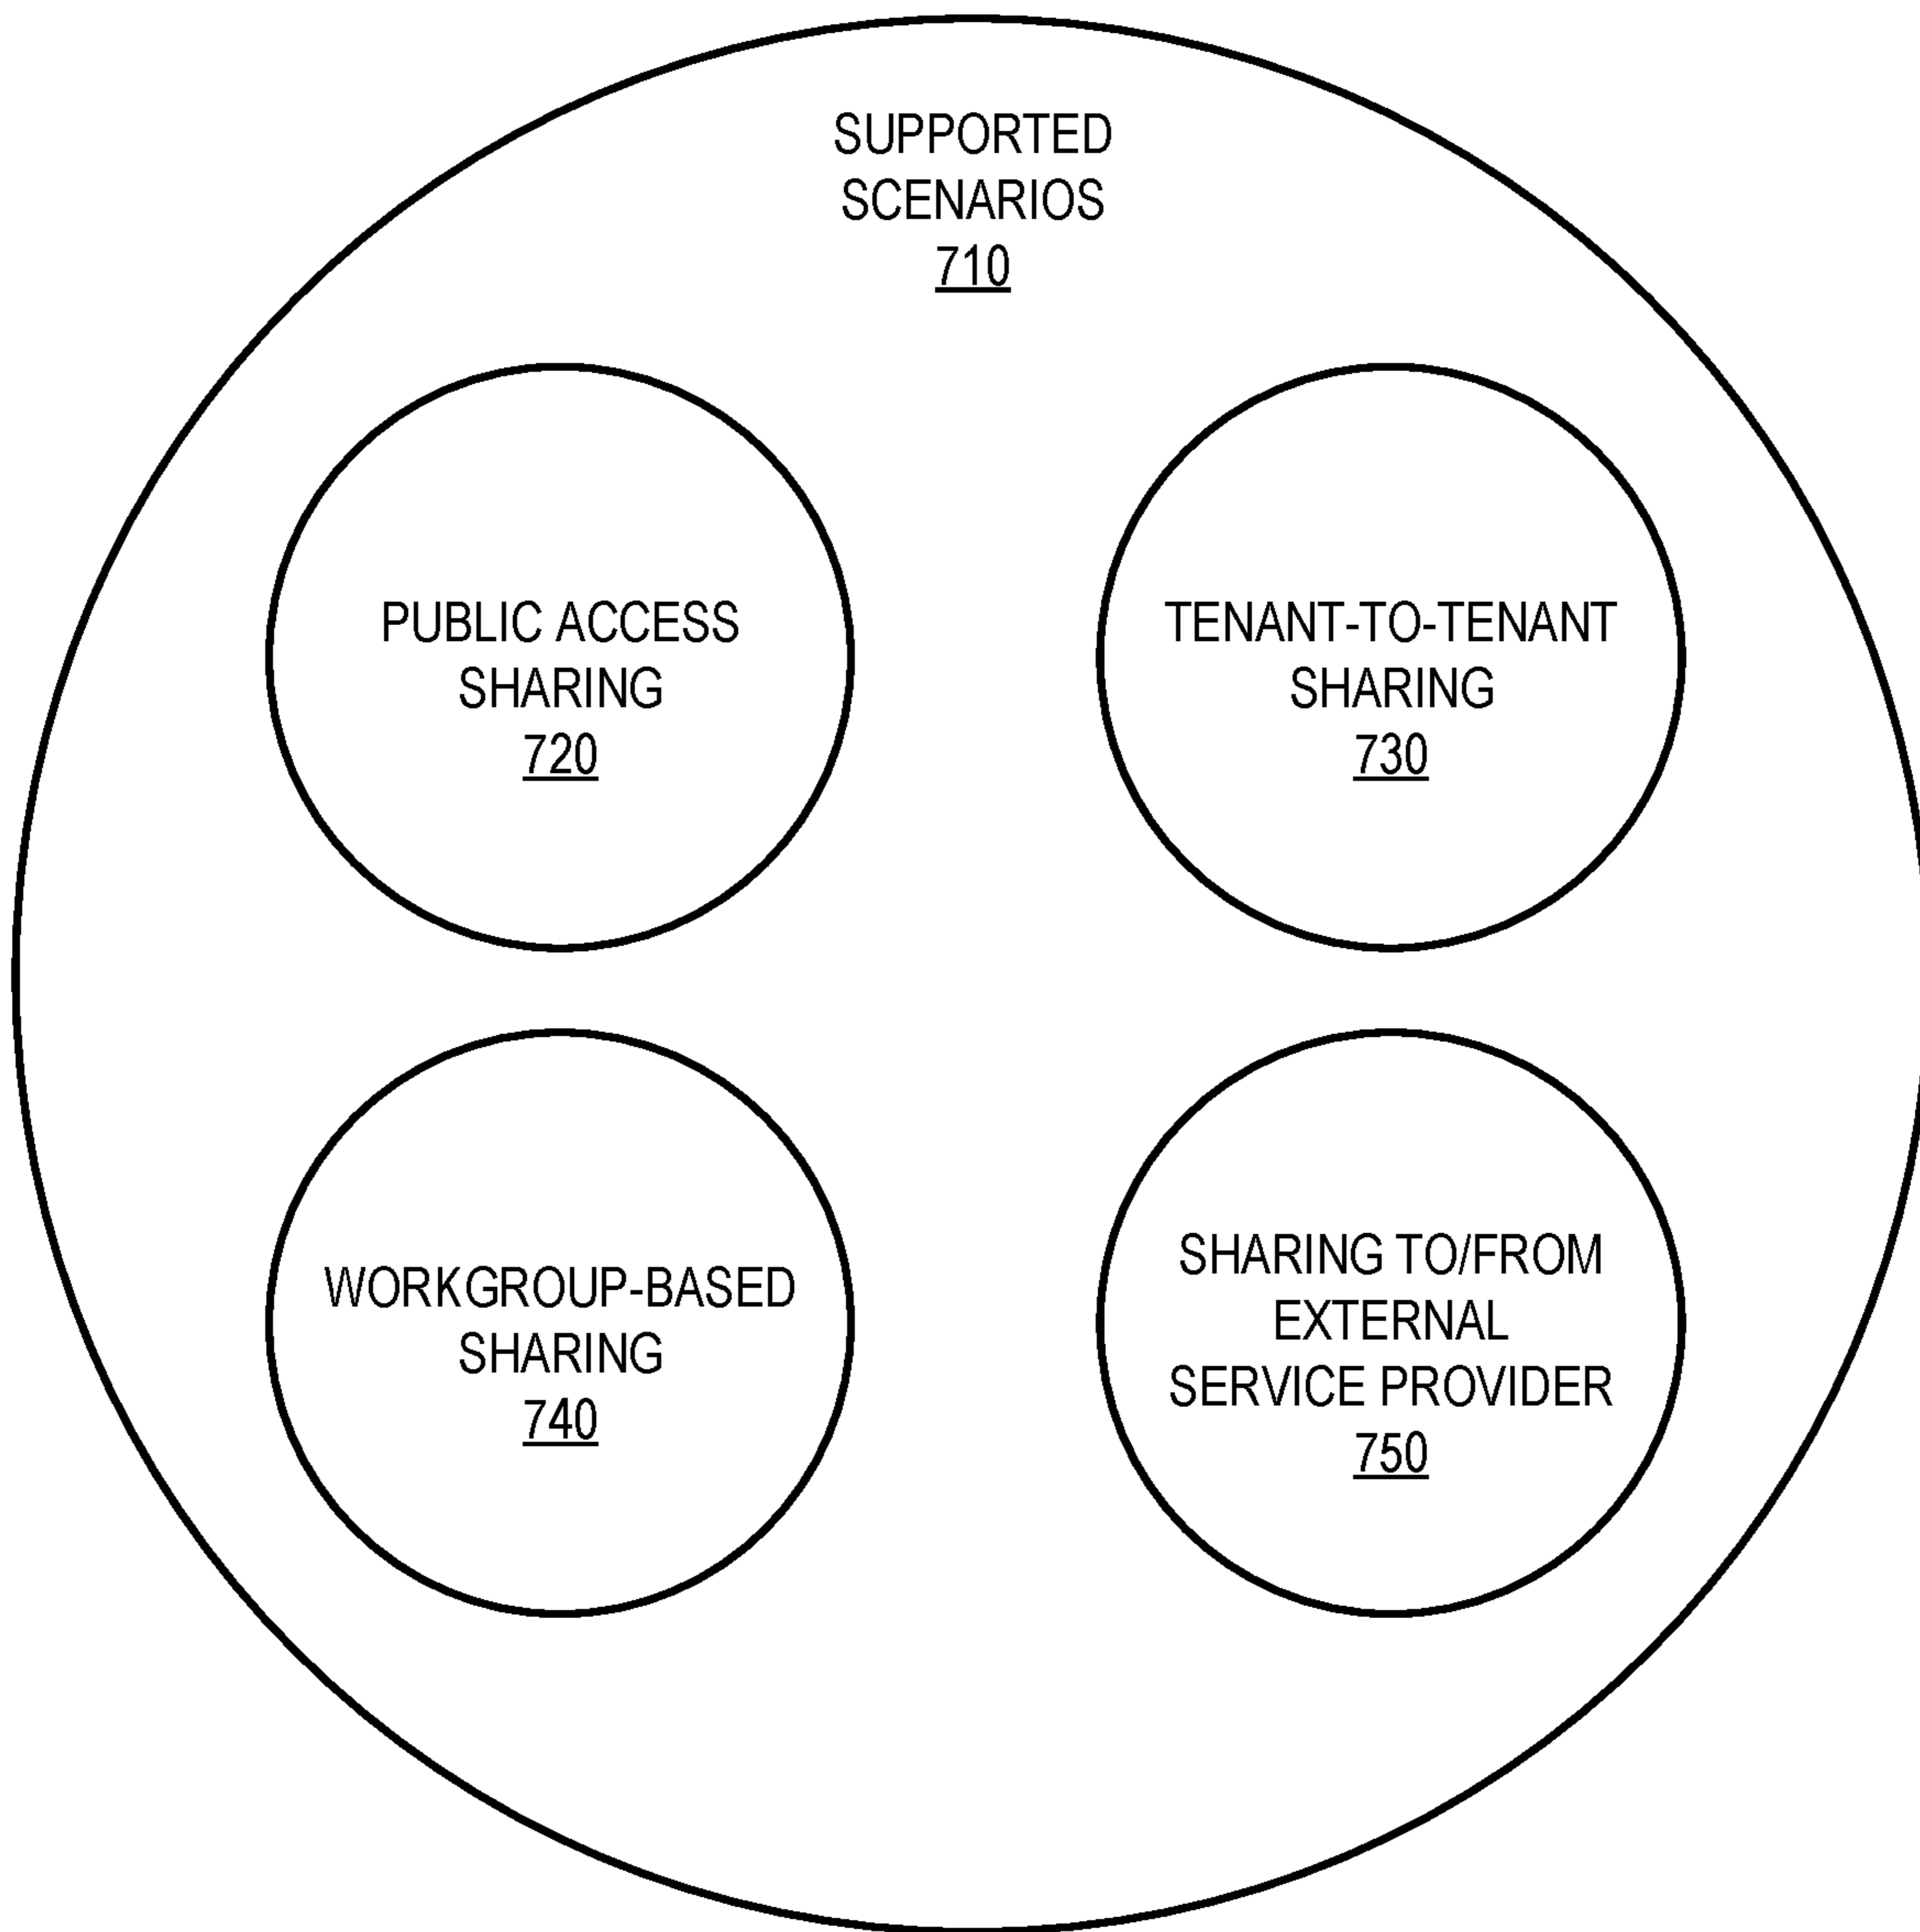 SUPPORTED
SCENARIOS
710
PUBLIC ACCESS
SHARING
720
TENANT-TO-TENANT
SHARING
730
WORKGROUP-BASED
SHARING
740
SHARING TO/FROM
EXTERNAL
SERVICE PROVIDER
750